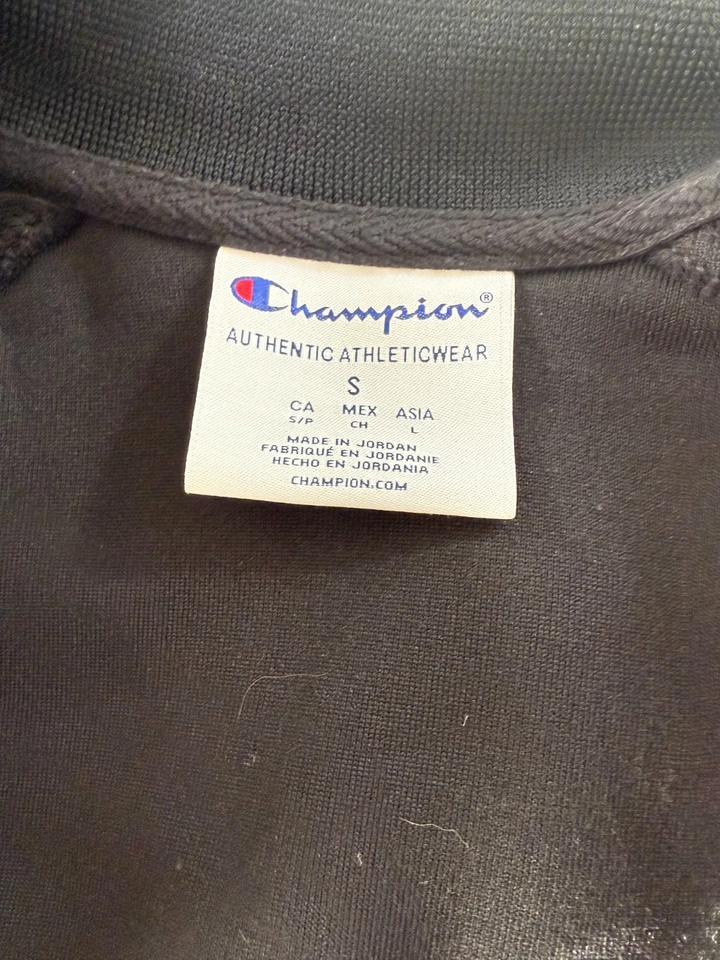 Champion®
AUTHENTIC ATHLETICWEAR
S
CA MEX ASIA
S/P CH L
MADE IN JORDAN
FABRIQUÉ EN JORDANIE
HECHO EN JORDANIA
CHAMPION.COM